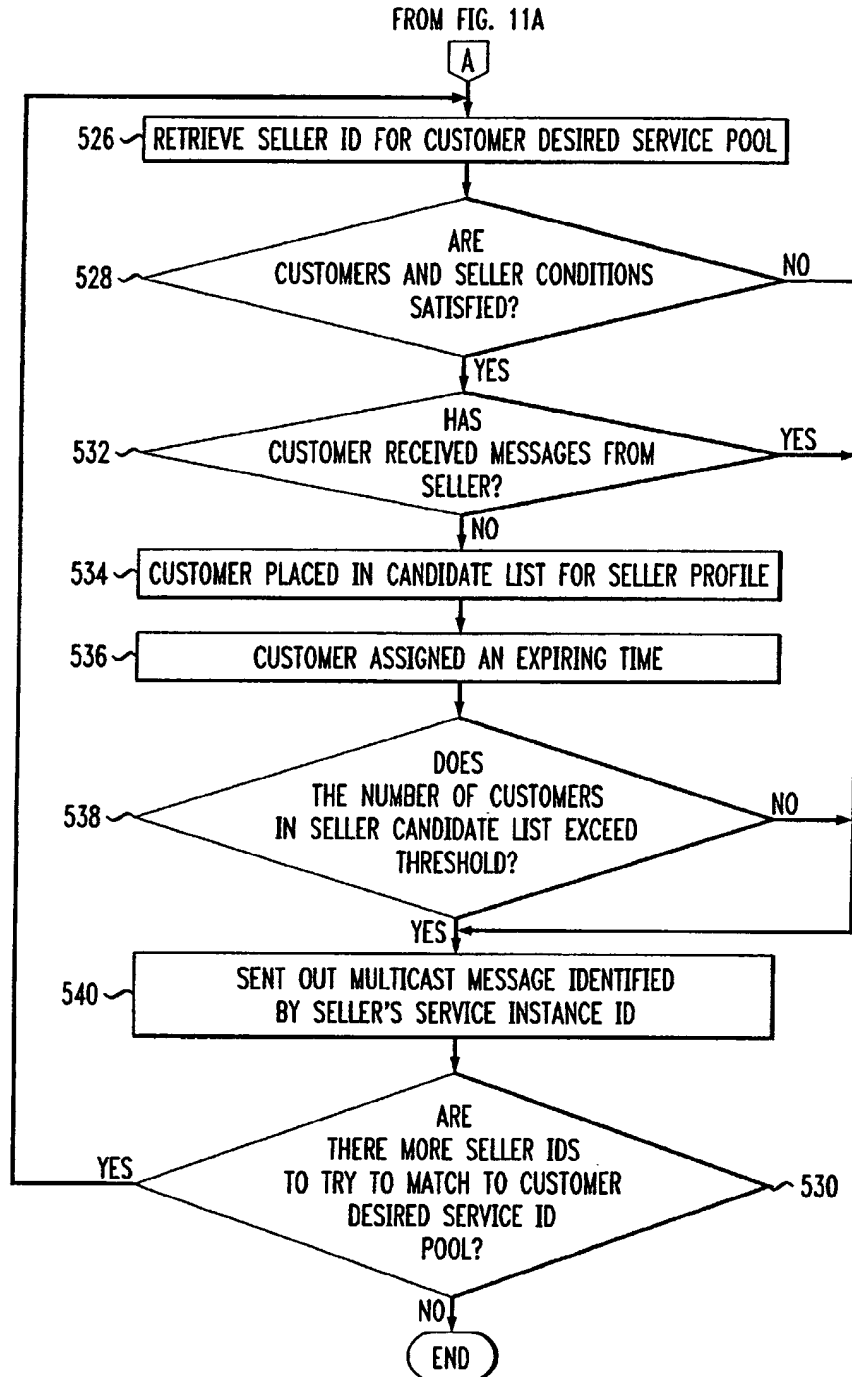 FROM FIG. 11A
A
526 RETRIEVE SELLER ID FOR CUSTOMER DESIRED SERVICE POOL
528
ARE
CUSTOMERS AND SELLER CONDITIONS
SATISFIED?
NO
YES
532
HAS
CUSTOMER RECEIVED MESSAGES FROM
SELLER?
YES
NO
534 CUSTOMER PLACED IN CANDIDATE LIST FOR SELLER PROFILE
536 CUSTOMER ASSIGNED AN EXPIRING TIME
538
DOES
THE NUMBER OF CUSTOMERS
IN SELLER CANDIDATE LIST EXCEED
THRESHOLD?
NO
YES
540
SENT OUT MULTICAST MESSAGE IDENTIFIED
BY SELLER'S SERVICE INSTANCE ID
ARE
THERE MORE SELLER IDS
TO TRY TO MATCH TO CUSTOMER
DESIRED SERVICE ID
POOL?
YES
530
NO
END